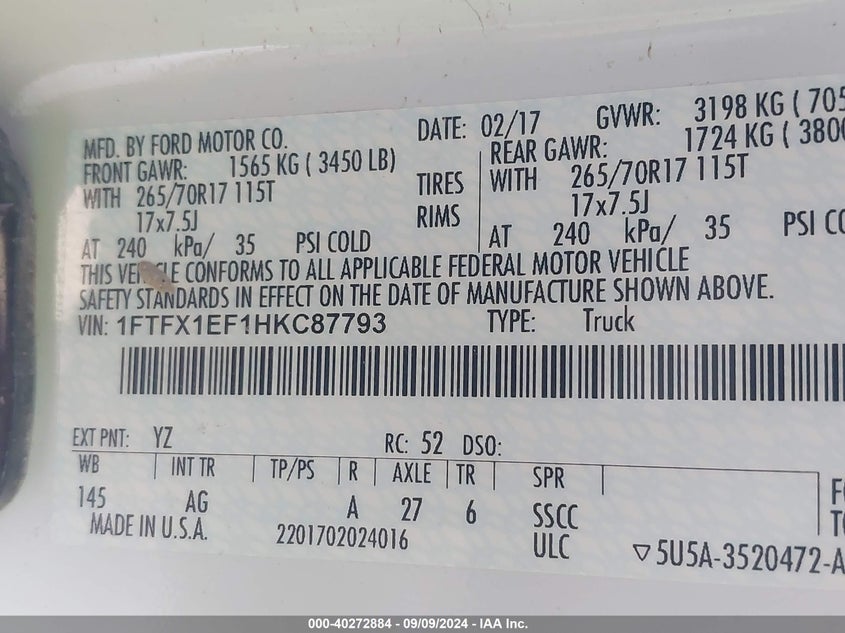 MFD. BY FORD MOTOR CO. DATE: 02/17 GVWR: 3198 KG ( 705
FRONT GAWR: 1565 KG ( 3450 LB) REAR GAWR: 1724 KG ( 3800
WITH 265/70R17 115T TIRES WITH 265/70R17 115T
17x7.5J RIMS 17x7.5J
AT 240 kPa/ 35 PSI COLD AT 240 kPa/ 35 PSI CO
THIS VEHICLE CONFORMS TO ALL APPLICABLE FEDERAL MOTOR VEHICLE
SAFETY STANDARDS IN EFFECT ON THE DATE OF MANUFACTURE SHOWN ABOVE.
VIN: 1FTFX1EF1HKC87793 TYPE: Truck
EXT PNT: YZ RC: 52 DSO:
WB INT TR TP/PS R AXLE TR SPR
145 AG A 27 6 SSCC
MADE IN U.S.A. 2201702024016 ULC ▽5U5A-3520472-A
000-40272884 - 09/09/2024 - IAA Inc.